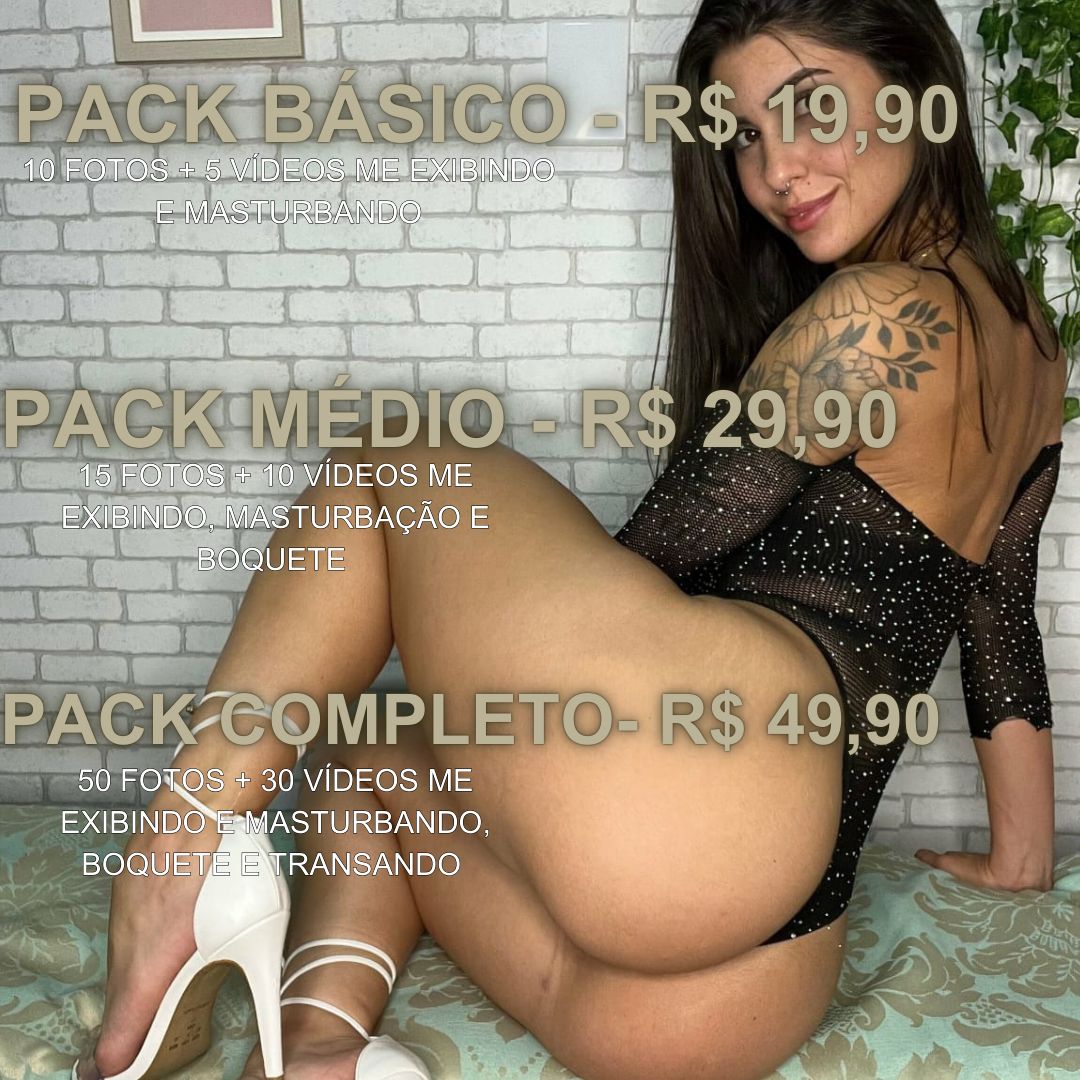 PACK BÁSICO - R$ 19,90
10 FOTOS + 5 VÍDEOS ME EXIBINDO
E MASTURBANDO
PACK MÉDIO - R$ 29,90
15 FOTOS + 10 VÍDEOS ME
EXIBINDO, MASTURBAÇÃO E
BOQUETE
PACK COMPLETO- R$ 49,90
50 FOTOS + 30 VÍDEOS ME
EXIBINDO E MASTURBANDO,
BOQUETE E TRANSANDO